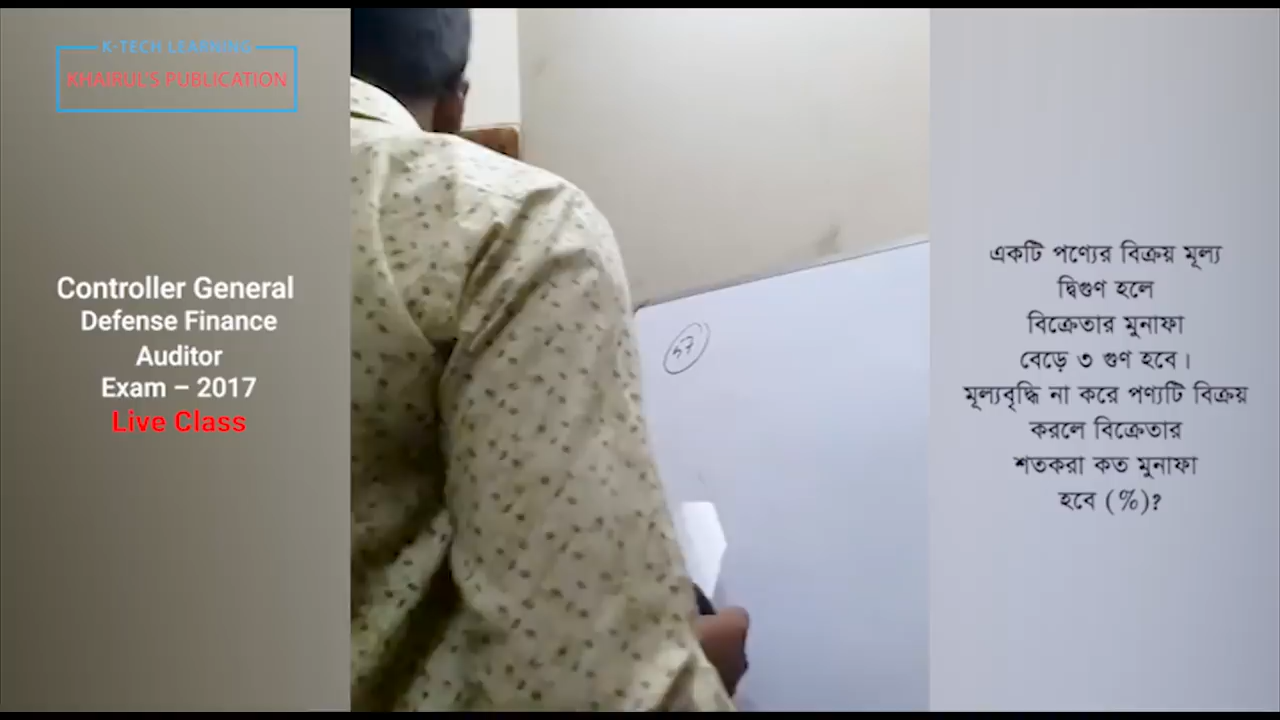 K-TECH LEARNING
KHAIRUL'S PUBLICATION
Controller General
Defense Finance
Auditor
Exam – 2017
Live Class
57
একটি পণ্যের বিক্রয় মূল্য
দ্বিগুণ হলে
বিক্রেতার মুনাফা
বেড়ে ৩ গুণ হবে।
মূল্যবৃদ্ধি না করে পণ্যটি বিক্রয়
করলে বিক্রেতার
শতকরা কত মুনাফা
হবে (%)?